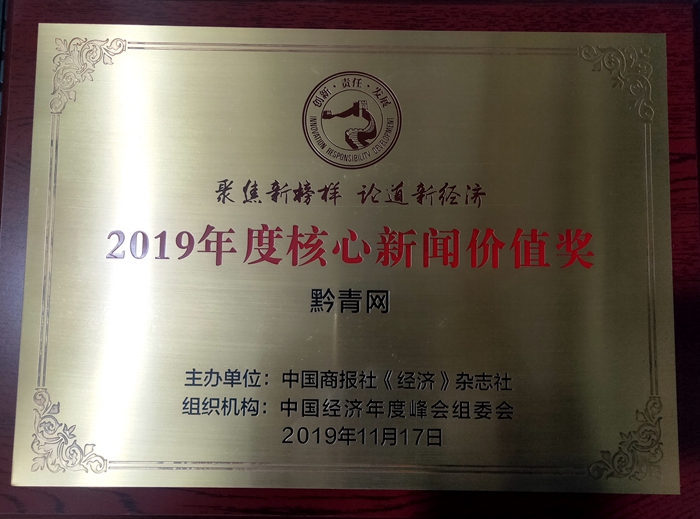 创新·责任·发展
INNOVATION RESPONSIBILITY DEVELOPMENT
聚焦新榜样 论道新经济
2019年度核心新闻价值奖
黔青网
主办单位：中国商报社《经济》杂志社
组织机构：中国经济年度峰会组委会
2019年11月17日